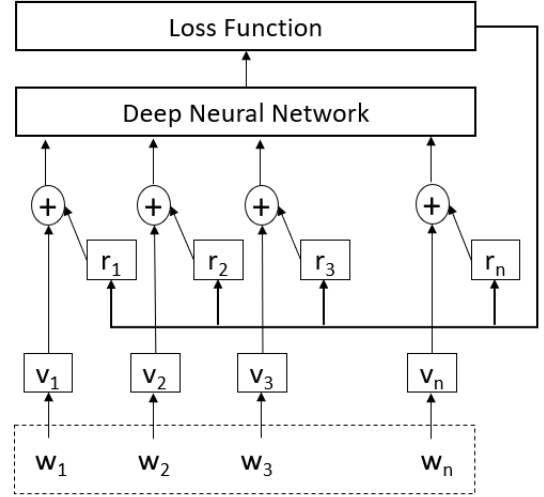 Loss Function
Deep Neural Network
+ + + +
r₁ r₂ r₃ rₙ
v₁ v₂ v₃ vₙ
w₁ w₂ w₃ wₙ